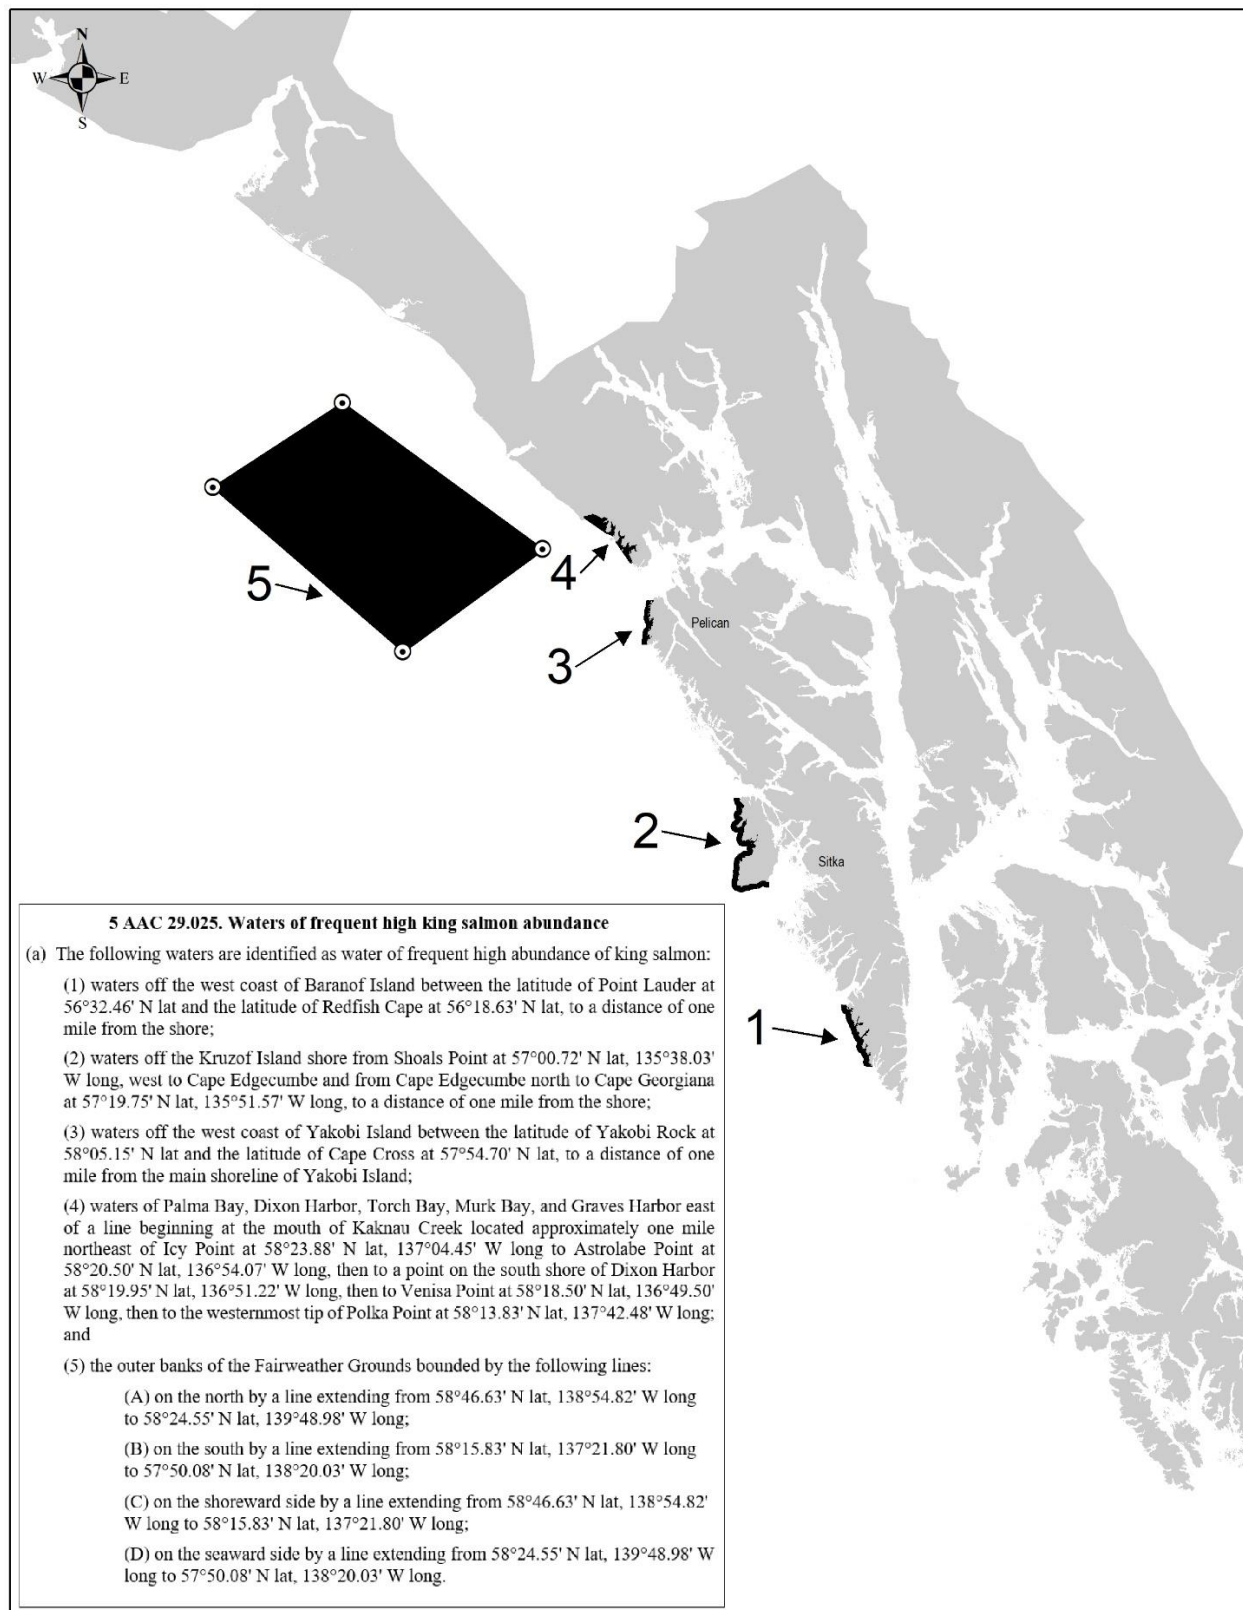 N
W E
S
5
4
3
Pelican
2
Sitka
1
5 AAC 29.025. Waters of frequent high king salmon abundance
(a) The following waters are identified as water of frequent high abundance of king salmon:
(1) waters off the west coast of Baranof Island between the latitude of Point Lauder at
56°32.46' N lat and the latitude of Redfish Cape at 56°18.63' N lat, to a distance of one
mile from the shore;
(2) waters off the Kruzof Island shore from Shoals Point at 57°00.72' N lat, 135°38.03'
W long, west to Cape Edgecumbe and from Cape Edgecumbe north to Cape Georgiana
at 57°19.75' N lat, 135°51.57' W long, to a distance of one mile from the shore;
(3) waters off the west coast of Yakobi Island between the latitude of Yakobi Rock at
58°05.15' N lat and the latitude of Cape Cross at 57°54.70' N lat, to a distance of one
mile from the main shoreline of Yakobi Island;
(4) waters of Palma Bay, Dixon Harbor, Torch Bay, Murk Bay, and Graves Harbor east
of a line beginning at the mouth of Kaknau Creek located approximately one mile
northeast of Icy Point at 58°23.88' N lat, 137°04.45' W long to Astrolabe Point at
58°20.50' N lat, 136°54.07' W long, then to a point on the south shore of Dixon Harbor
at 58°19.95' N lat, 136°51.22' W long, then to Venisa Point at 58°18.50' N lat, 136°49.50'
W long, then to the westernmost tip of Polka Point at 58°13.83' N lat, 137°42.48' W long;
and
(5) the outer banks of the Fairweather Grounds bounded by the following lines:
(A) on the north by a line extending from 58°46.63' N lat, 138°54.82' W long
to 58°24.55' N lat, 139°48.98' W long;
(B) on the south by a line extending from 58°15.83' N lat, 137°21.80' W long
to 57°50.08' N lat, 138°20.03' W long;
(C) on the shoreward side by a line extending from 58°46.63' N lat, 138°54.82'
W long to 58°15.83' N lat, 137°21.80' W long;
(D) on the seaward side by a line extending from 58°24.55' N lat, 139°48.98' W
long to 57°50.08' N lat, 138°20.03' W long.